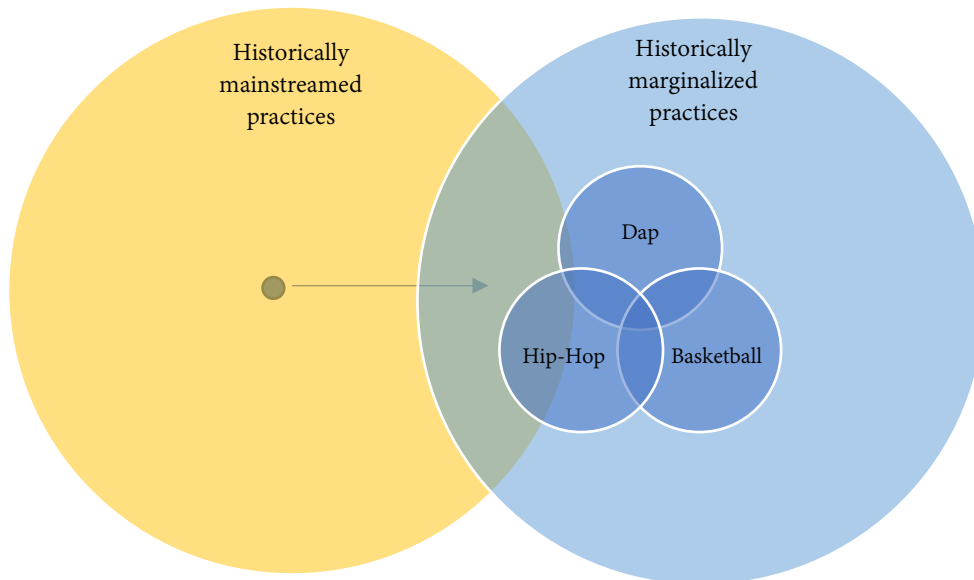 Historically
mainstreamed
practices
Historically
marginalized
practices
Dap
Hip-Hop
Basketball